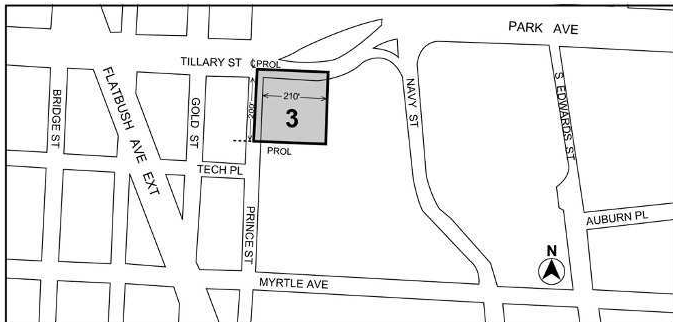 PARK AVE
TILLARY ST
PROL
FLATBUSH AVE EXT
BRIDGE ST
GOLD ST
210'
200'
3
NAVY ST
S EDWARDS ST
PROL
TECH PL
PRINCE ST
AUBURN PL
N
MYRTLE AVE